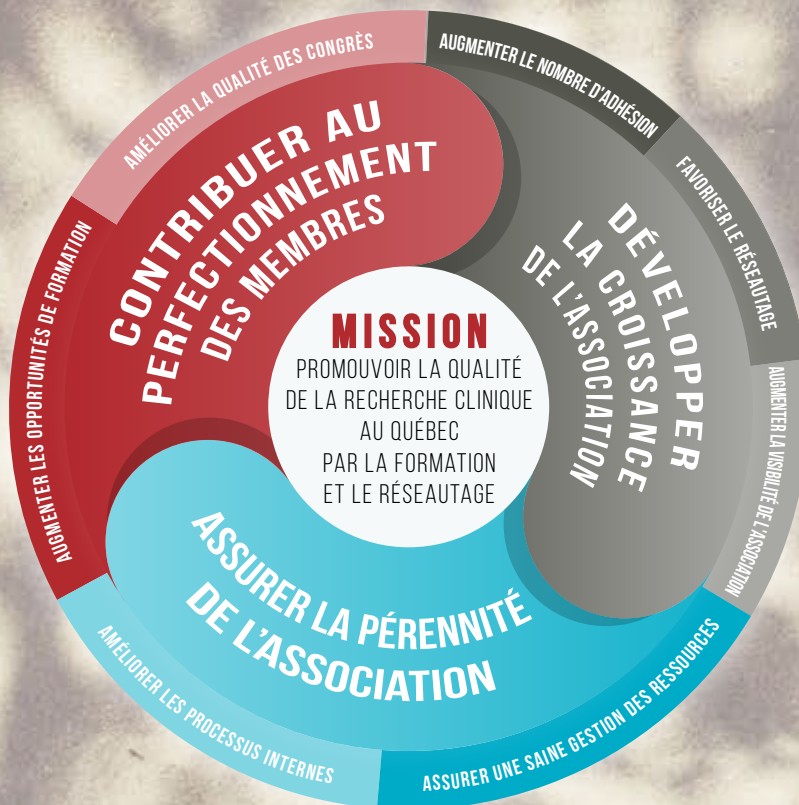 MISSION
PROMOUVOIR LA QUALITÉ
DE LA RECHERCHE CLINIQUE
AU QUÉBEC
PAR LA FORMATION
ET LE RÉSEAUTAGE
CONTRIBUER AU
PERFECTIONNEMENT
DES MEMBRES
AUGMENTER LES OPPORTUNITÉS DE FORMATION
AMÉLIORER LA QUALITÉ DES CONGRÈS
DÉVELOPPER
LA CROISSANCE
DE L'ASSOCIATION
AUGMENTER LE NOMBRE D'ADHÉSION
FAVORISER LE RÉSEAUTAGE
AUGMENTER LA VISIBILITÉ DE L'ASSOCIATION
ASSURER LA PÉRENNITÉ
DE L'ASSOCIATION
AMÉLIORER LES PROCESSUS INTERNES
ASSURER UNE SAINE GESTION DES RESSOURCES